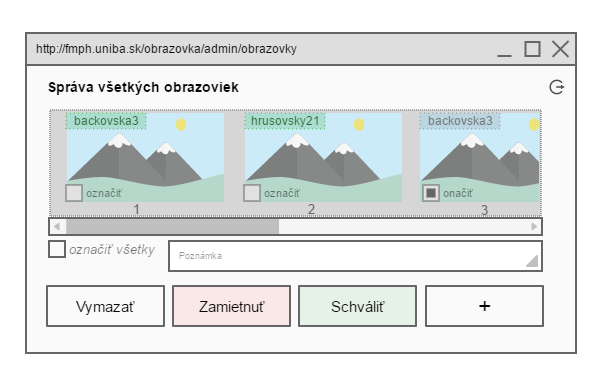 http://fmph.uniba.sk/obrazovka/admin/obrazovky
Správa všetkých obrazoviek
backovska3 hrusovsky21 backovska3
označiť označiť onačiť
1 2 3
označiť všetky
Poznámka
Vymazať Zamietnuť Schváliť +